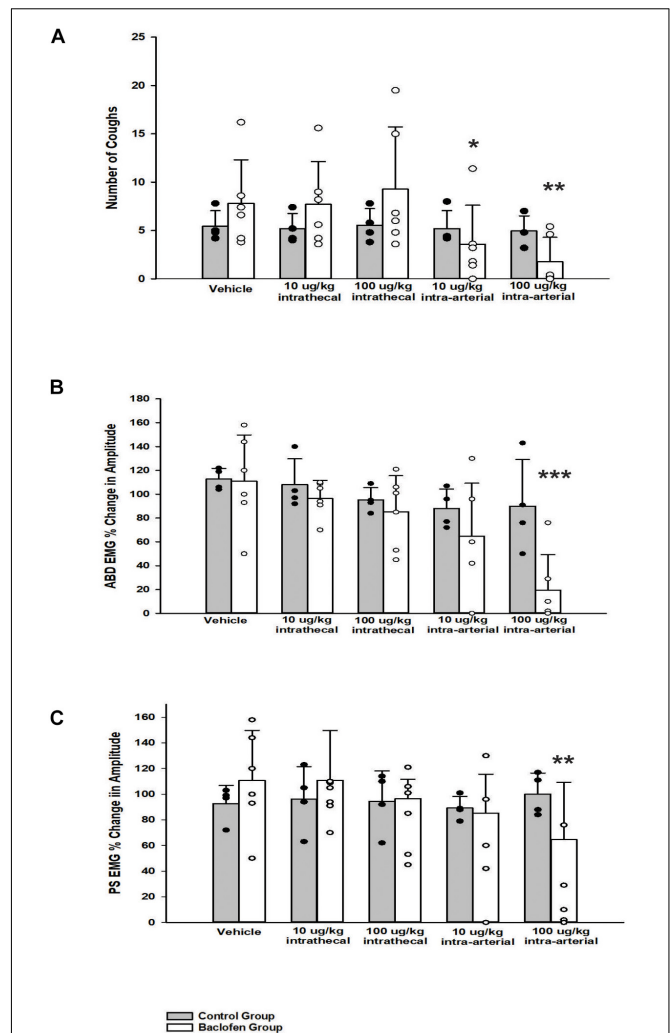 A
Number of Coughs
25
20
15
10
5
0
*
**
Vehicle
10 ug/kg
intrathecal
100 ug/kg
intrathecal
10 ug/kg
intra-arterial
100 ug/kg
intra-arterial
B
ABD EMG % Change in Amplitude
180
160
140
120
100
80
60
40
20
0
***
Vehicle
10 ug/kg
intrathecal
100 ug/kg
intrathecal
10 ug/kg
intra-arterial
100 ug/kg
intra-arterial
C
PS EMG % Change iin Amplitude
160
140
120
100
80
60
40
20
0
**
Vehicle
10 ug/kg
intrathecal
100 ug/kg
intrathecal
10 ug/kg
intra-arterial
100 ug/kg
intra-arterial
Control Group
Baclofen Group